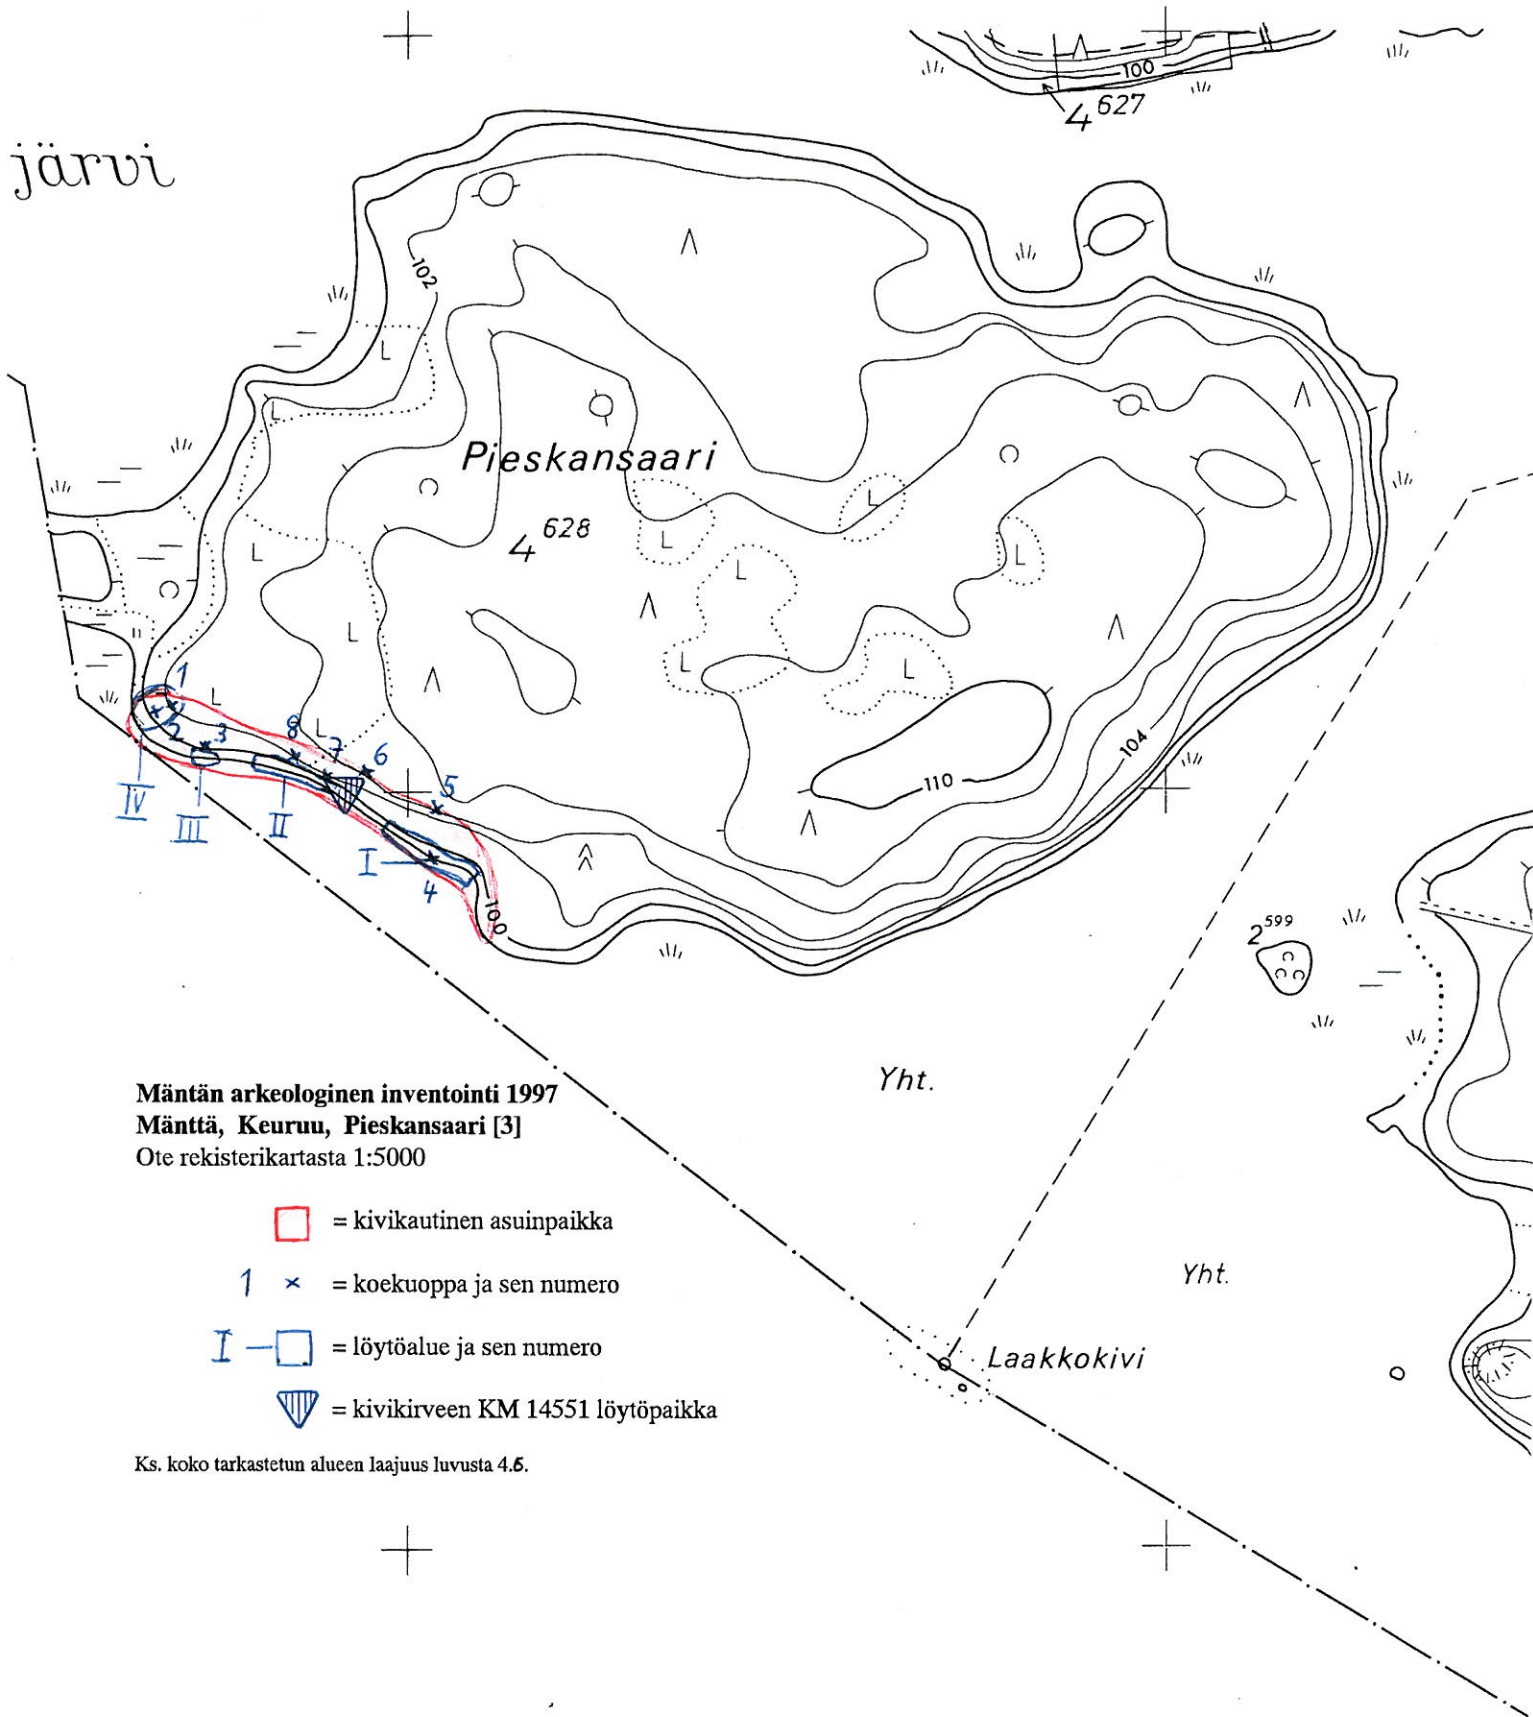 100
4 627
järvi
102
Pieskansaari
4 628
104
110
1
2
3
8
7
6
5
IV
III
II
I
4
100
2 599
Yht.
Mäntän arkeologinen inventointi 1997
Mänttä, Keuruu, Pieskansaari [3]
Ote rekisterikartasta 1:5000
= kivikautinen asuinpaikka
1 x = koekuoppa ja sen numero
Yht.
I = löytöalue ja sen numero
Laakkokivi
= kivikirveen KM 14551 löytöpaikka
Ks. koko tarkastetun alueen laajuus luvusta 4.6.